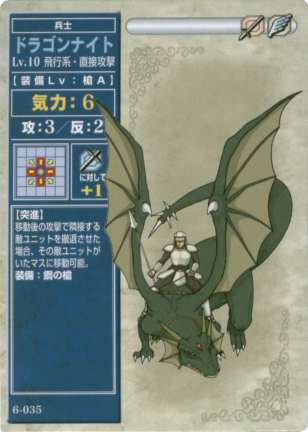 兵士
ドラゴンナイト
Lv.10 飛行系・直接攻撃
【装備Lv：槍A】
気力：6
攻：3／反：2
に対して
+1
【突進】
移動後の攻撃で隣接する
敵ユニットを撤退させた
場合、その敵ユニットが
いたマスに移動可能。
装備：鋼の槍
6-035